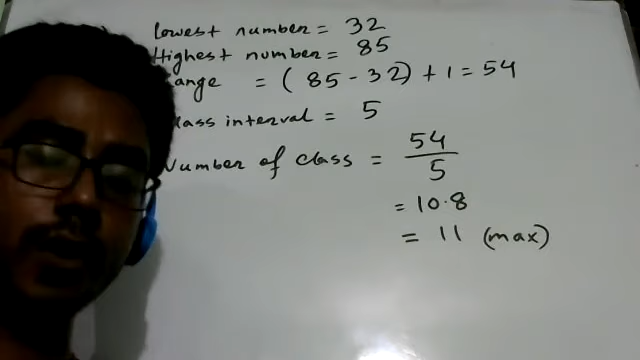 Lowest number = 32
Highest number = 85
ange = (85 - 32) + 1 = 54
lass interval = 5
Number of class = 54/5
= 10.8
= 11 (max)